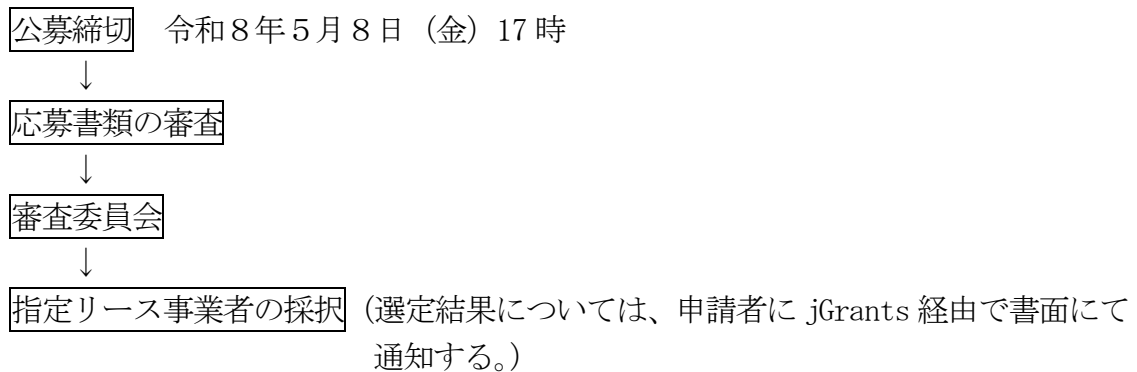 公募締切　令和８年５月８日（金）17時
↓
応募書類の審査
↓
審査委員会
↓
指定リース事業者の採択（選定結果については、申請者に jGrants 経由で書面にて
通知する。）